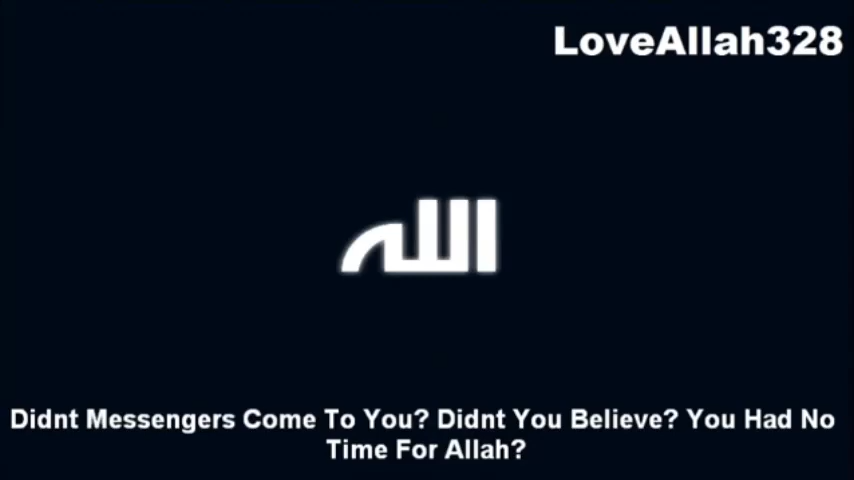 LoveAllah328
الله
Didnt Messengers Come To You? Didnt You Believe? You Had No
Time For Allah?